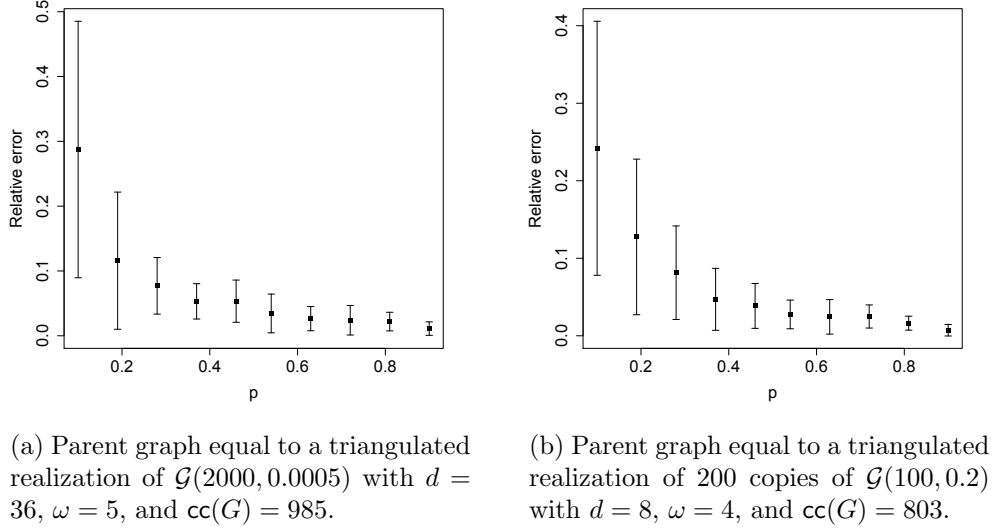 0.5
0.4
0.3
0.2
0.1
0.0
Relative error
0.2 0.4 0.6 0.8
p
0.4
0.3
0.2
0.1
0.0
Relative error
0.2 0.4 0.6 0.8
p
(a) Parent graph equal to a triangulated
realization of 𝒢(2000, 0.0005) with d =
36, ω = 5, and cc(G) = 985.
(b) Parent graph equal to a triangulated
realization of 200 copies of 𝒢(100, 0.2)
with d = 8, ω = 4, and cc(G) = 803.